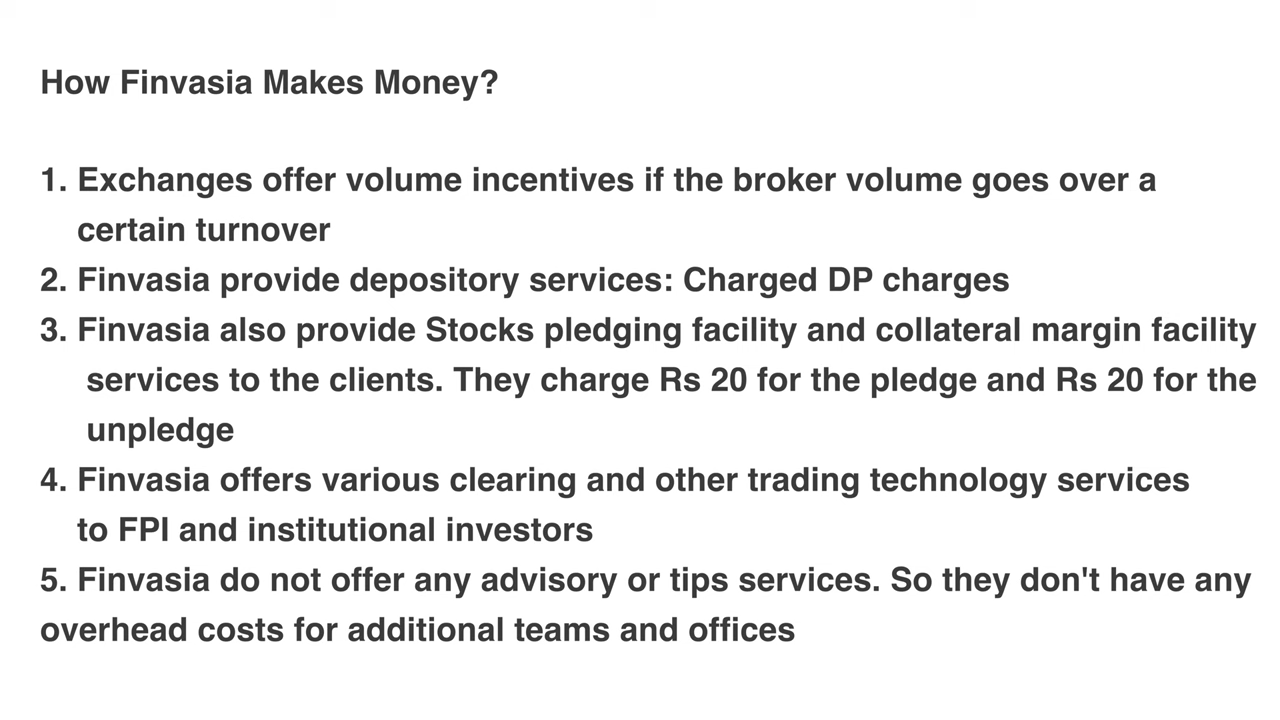 How Finvasia Makes Money?
1. Exchanges offer volume incentives if the broker volume goes over a
certain turnover
2. Finvasia provide depository services: Charged DP charges
3. Finvasia also provide Stocks pledging facility and collateral margin facility
services to the clients. They charge Rs 20 for the pledge and Rs 20 for the
unpledge
4. Finvasia offers various clearing and other trading technology services
to FPI and institutional investors
5. Finvasia do not offer any advisory or tips services. So they don't have any
overhead costs for additional teams and offices